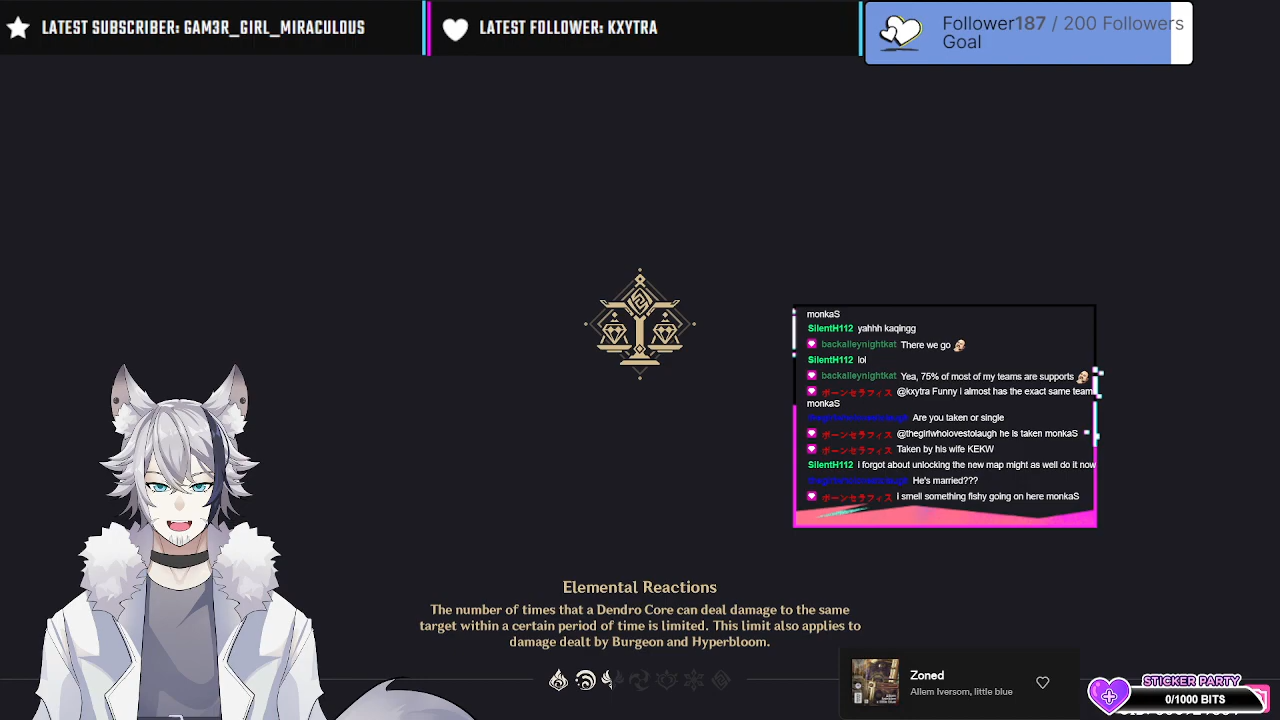 LATEST SUBSCRIBER: GAM3R_GIRL_MIRACULOUS
LATEST FOLLOWER: KXYTRA
Follower187 / 200 Followers
Goal
monkaS
SilentH112 yahhh kaqingg
backalleynightkat There we go
SilentH112 lol
backalleynightkat Yea, 75% of most of my teams are supports
ボーンセラフィス @kxytra Funny I almost has the exact same team
monkaS
thegirlwholovestolaugh Are you taken or single
ボーンセラフィス @thegirlwholovestolaugh he is taken monkaS
ボーンセラフィス Taken by his wife KEKW
SilentH112 I forgot about unlocking the new map might as well do it now
thegirlwholovestolaugh He's married???
ボーンセラフィス I smell something fishy going on here monkaS
Elemental Reactions
The number of times that a Dendro Core can deal damage to the same
target within a certain period of time is limited. This limit also applies to
damage dealt by Burgeon and Hyperbloom.
Zoned
Allem Iversom, little blue
STICKER PARTY
0/1000 BITS